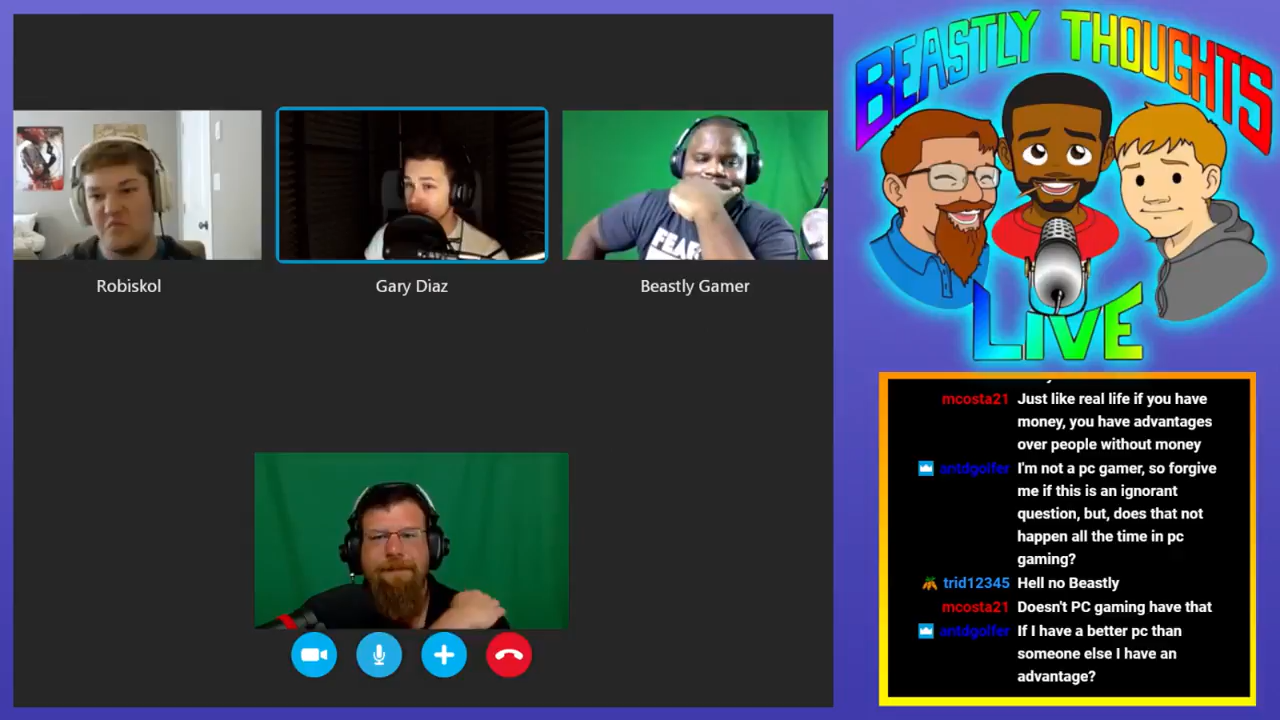 BEASTLY THOUGHTS
LIVE
Robiskol
Gary Diaz
Beastly Gamer
FEAR
mcosta21 Just like real life if you have
money, you have advantages
over people without money
antdgolfer I'm not a pc gamer, so forgive
me if this is an ignorant
question, but, does that not
happen all the time in pc
gaming?
trid12345 Hell no Beastly
mcosta21 Doesn't PC gaming have that
antdgolfer If I have a better pc than
someone else I have an
advantage?